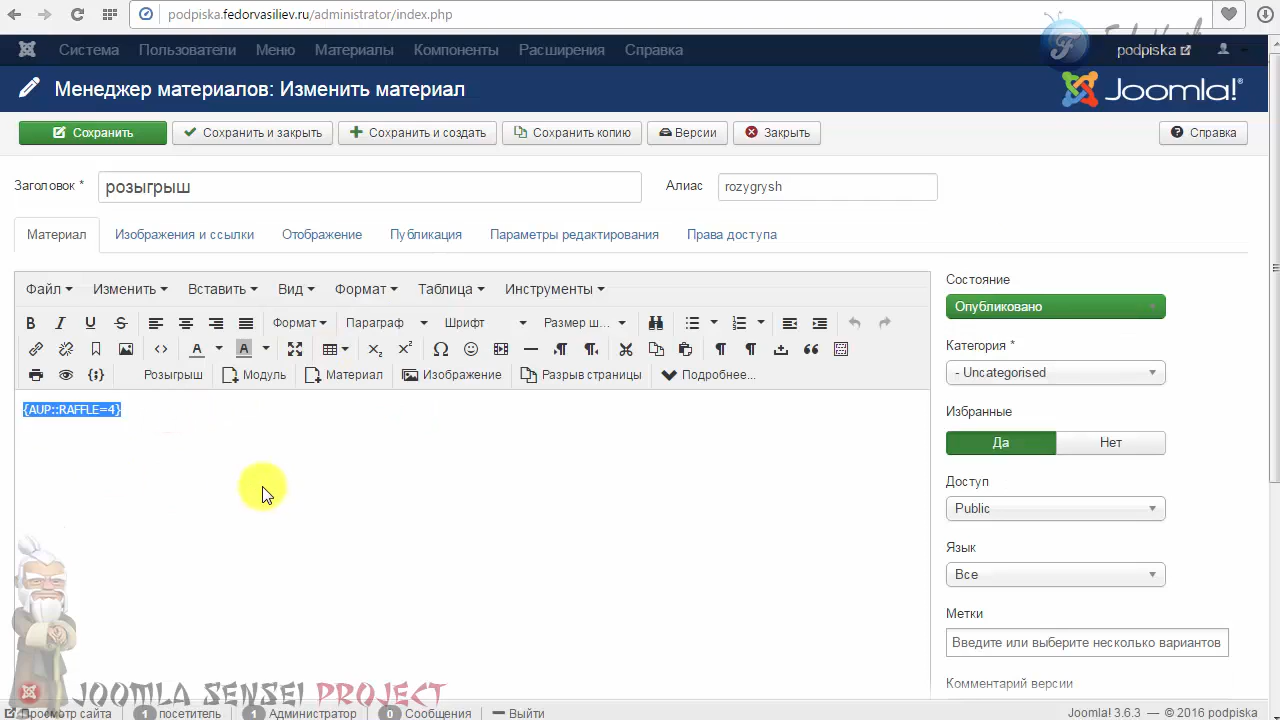 podpiska.fedorvasiliev.ru/administrator/index.php
Система Пользователи Меню Материалы Компоненты Расширения Справка podpiska
Менеджер материалов: Изменить материал Joomla!®
Сохранить Сохранить и закрыть Сохранить и создать Сохранить копию Версии Закрыть Справка
Заголовок * розыгрыш Алиас rozygrysh
Материал Изображения и ссылки Отображение Публикация Параметры редактирования Права доступа
Файл Изменить Вставить Вид Формат Таблица Инструменты
Формат Параграф Шрифт Размер ш...
Розыгрыш Модуль Материал Изображение Разрыв страницы Подробнее...
{AUP::RAFFLE=4}
Состояние
Опубликовано
Категория *
- Uncategorised
Избранные
Да Нет
Доступ
Public
Язык
Все
Метки
Введите или выберите несколько вариантов
Комментарий версии
JOOMLA SENSEI PROJECT
Просмотр сайта 1 посетитель 1 Администратор 0 Сообщения Выйти Joomla! 3.6.3 — © 2016 podpiska